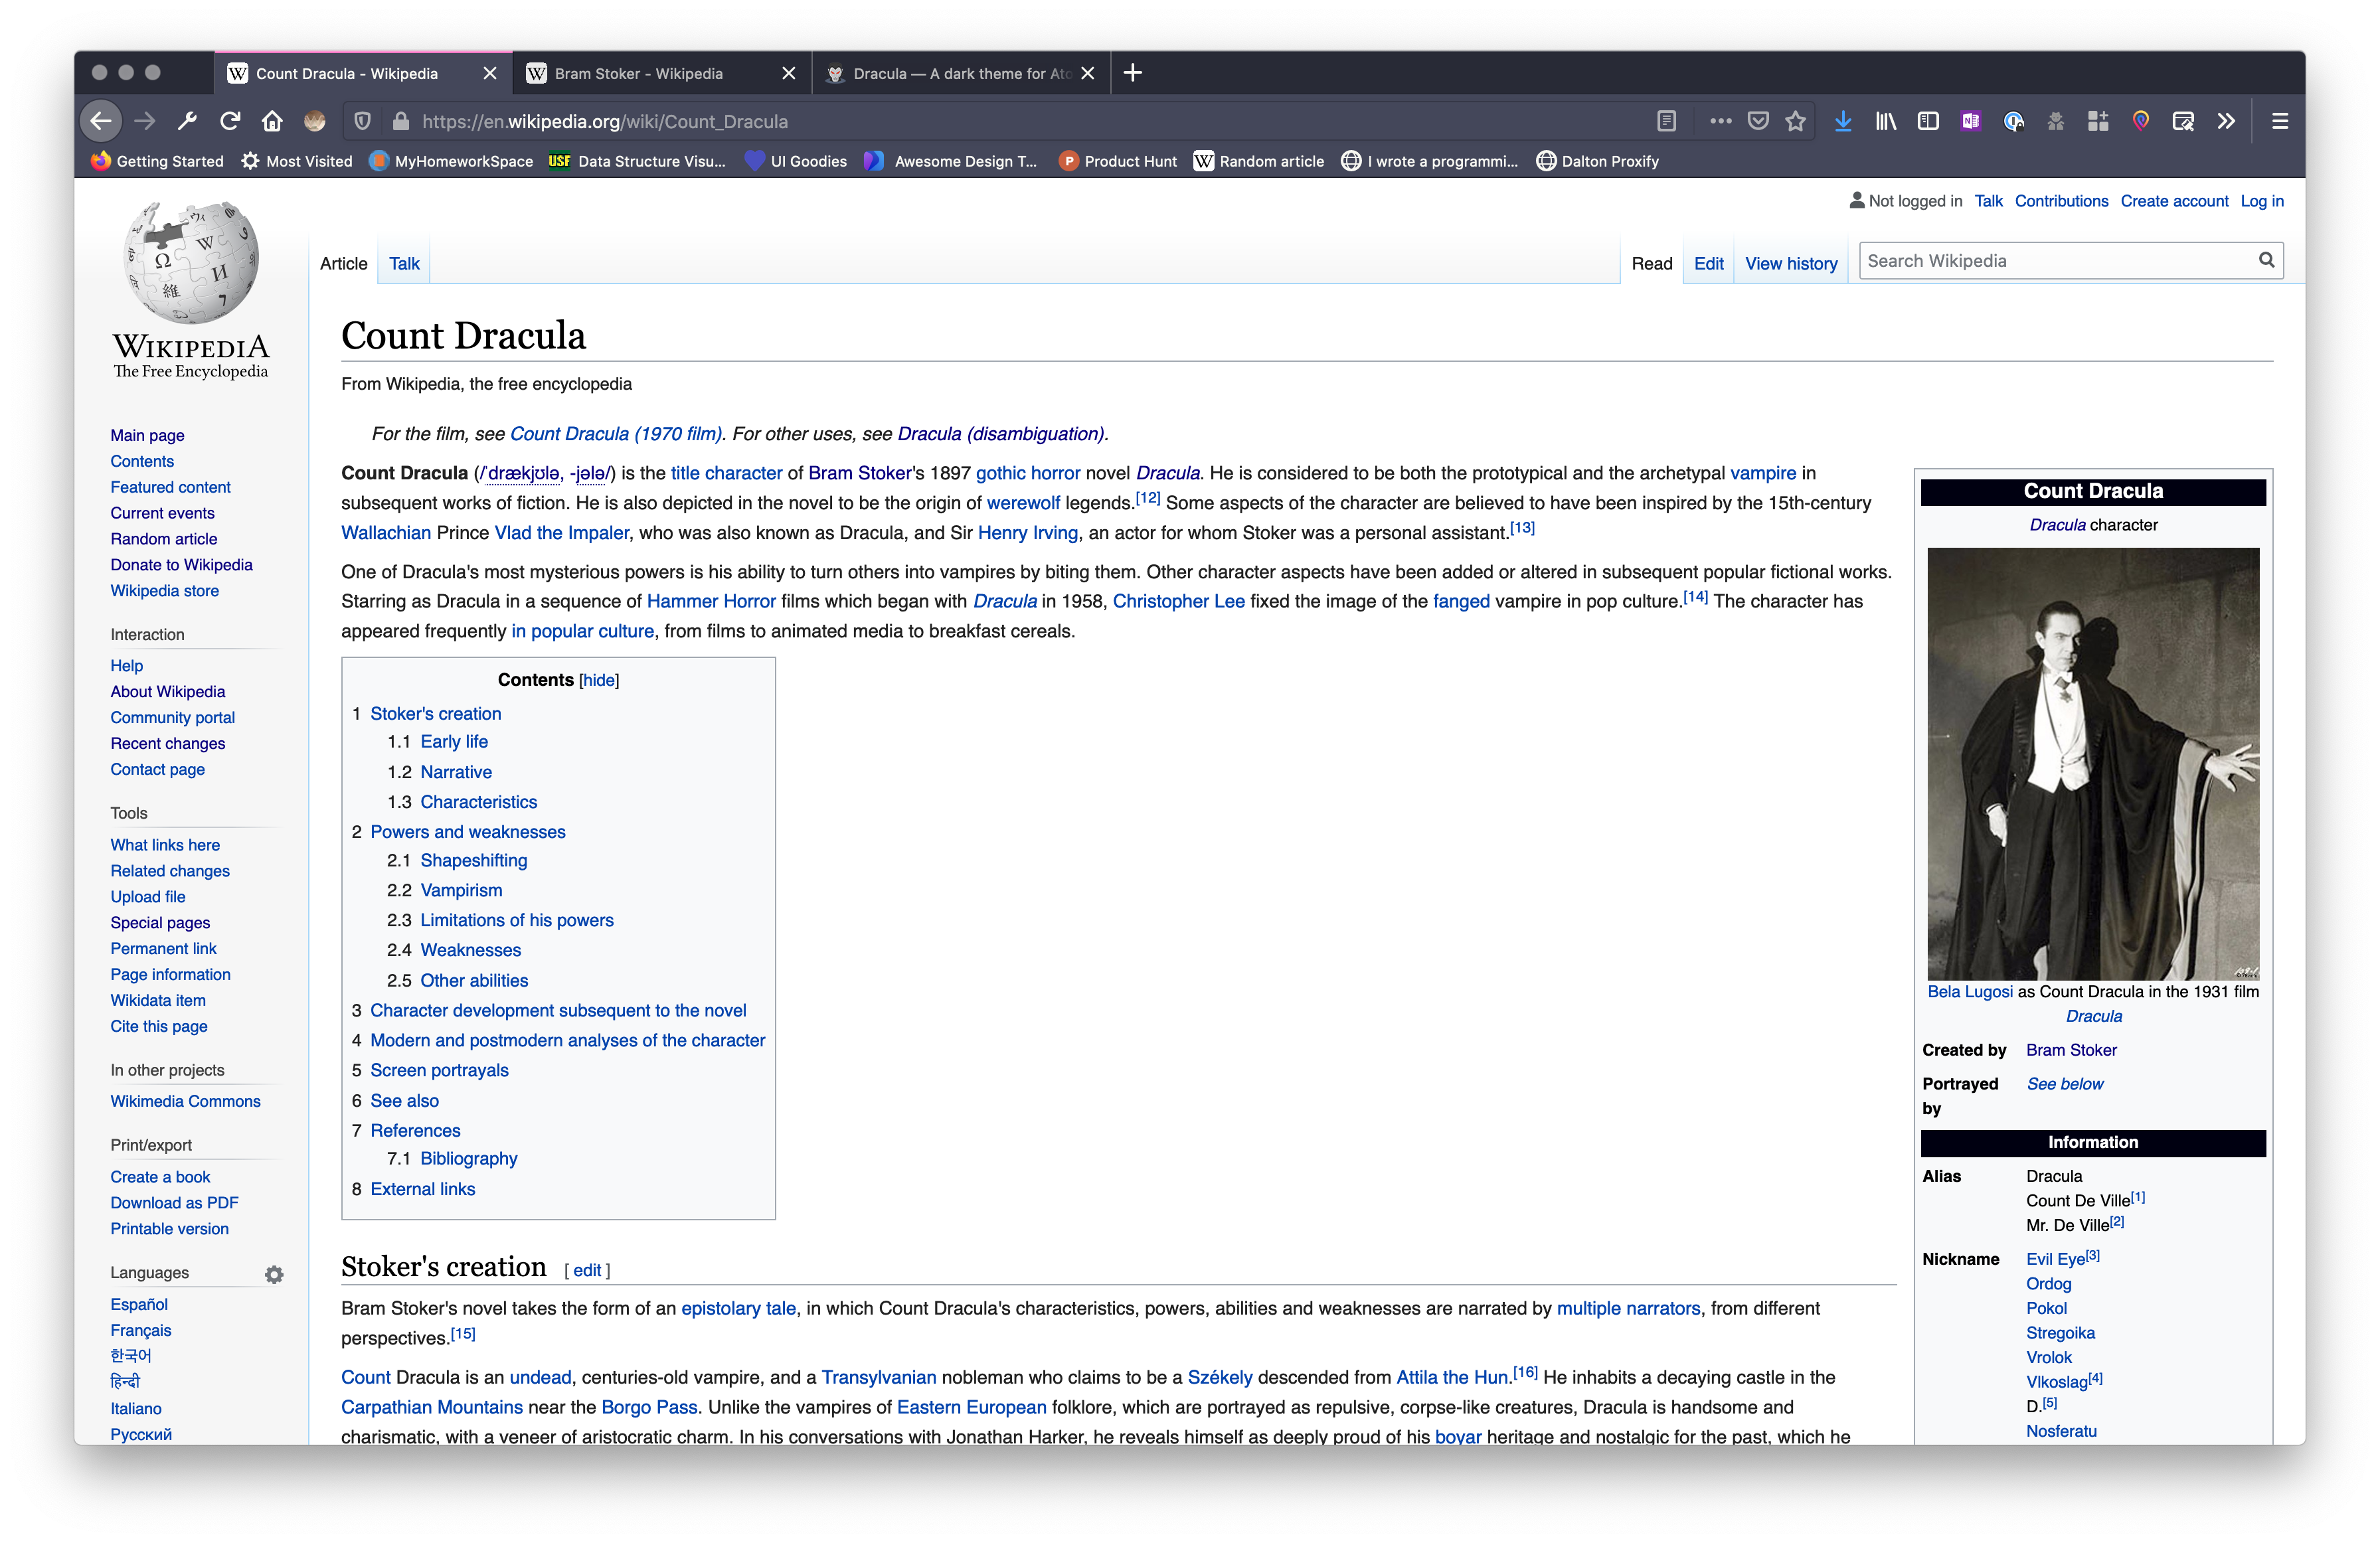 Count Dracula - Wikipedia
Bram Stoker - Wikipedia
Dracula — A dark theme for Ato
https://en.wikipedia.org/wiki/Count_Dracula
Getting Started
Most Visited
MyHomeworkSpace
USF
Data Structure Visu...
UI Goodies
Awesome Design T...
Product Hunt
Random article
I wrote a programmi...
Dalton Proxify
Not logged in Talk Contributions Create account Log in
Article Talk
Read Edit View history
Search Wikipedia
WIKIPEDIA
The Free Encyclopedia
Main page
Contents
Featured content
Current events
Random article
Donate to Wikipedia
Wikipedia store
Interaction
Help
About Wikipedia
Community portal
Recent changes
Contact page
Tools
What links here
Related changes
Upload file
Special pages
Permanent link
Page information
Wikidata item
Cite this page
In other projects
Wikimedia Commons
Print/export
Create a book
Download as PDF
Printable version
Languages
Español
Français
한국어
हिन्दी
Italiano
Русский
Count Dracula
From Wikipedia, the free encyclopedia
For the film, see Count Dracula (1970 film). For other uses, see Dracula (disambiguation).
Count Dracula (/ˈdrækjʊlə, -jələ/) is the title character of Bram Stoker's 1897 gothic horror novel Dracula. He is considered to be both the prototypical and the archetypal vampire in
subsequent works of fiction. He is also depicted in the novel to be the origin of werewolf legends.[12] Some aspects of the character are believed to have been inspired by the 15th-century
Wallachian Prince Vlad the Impaler, who was also known as Dracula, and Sir Henry Irving, an actor for whom Stoker was a personal assistant.[13]
One of Dracula's most mysterious powers is his ability to turn others into vampires by biting them. Other character aspects have been added or altered in subsequent popular fictional works.
Starring as Dracula in a sequence of Hammer Horror films which began with Dracula in 1958, Christopher Lee fixed the image of the fanged vampire in pop culture.[14] The character has
appeared frequently in popular culture, from films to animated media to breakfast cereals.
Contents [hide]
1 Stoker's creation
1.1 Early life
1.2 Narrative
1.3 Characteristics
2 Powers and weaknesses
2.1 Shapeshifting
2.2 Vampirism
2.3 Limitations of his powers
2.4 Weaknesses
2.5 Other abilities
3 Character development subsequent to the novel
4 Modern and postmodern analyses of the character
5 Screen portrayals
6 See also
7 References
7.1 Bibliography
8 External links
Stoker's creation [ edit ]
Bram Stoker's novel takes the form of an epistolary tale, in which Count Dracula's characteristics, powers, abilities and weaknesses are narrated by multiple narrators, from different
perspectives.[15]
Count Dracula is an undead, centuries-old vampire, and a Transylvanian nobleman who claims to be a Székely descended from Attila the Hun.[16] He inhabits a decaying castle in the
Carpathian Mountains near the Borgo Pass. Unlike the vampires of Eastern European folklore, which are portrayed as repulsive, corpse-like creatures, Dracula is handsome and
charismatic, with a veneer of aristocratic charm. In his conversations with Jonathan Harker, he reveals himself as deeply proud of his boyar heritage and nostalgic for the past, which he
Count Dracula
Dracula character
Bela Lugosi as Count Dracula in the 1931 film
Dracula
Created by Bram Stoker
Portrayed See below
by
Information
Alias Dracula
Count De Ville[1]
Mr. De Ville[2]
Nickname Evil Eye[3]
Ordog
Pokol
Stregoika
Vrolok
Vlkoslag[4]
D.[5]
Nosferatu